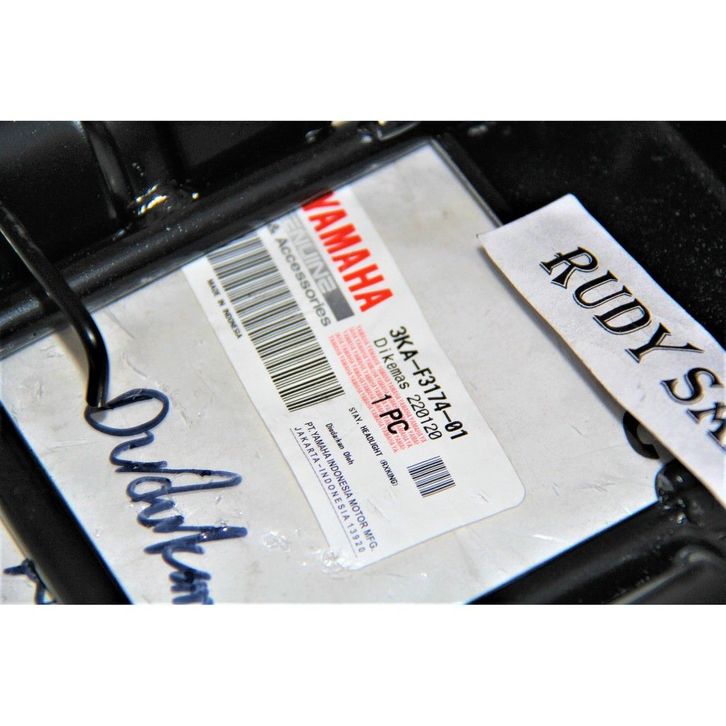 YAMAHA
GENUINE
& Accessories
MADE IN INDONESIA
3KA-F3174-01
Dikemas 220120
1 PC
STAY, HEADLIGHT (RXKING)
Diedarkan Oleh
PT.YAMAHA INDONESIA MOTOR MFG.
JAKARTA-INDONESIA 13920
RUDY